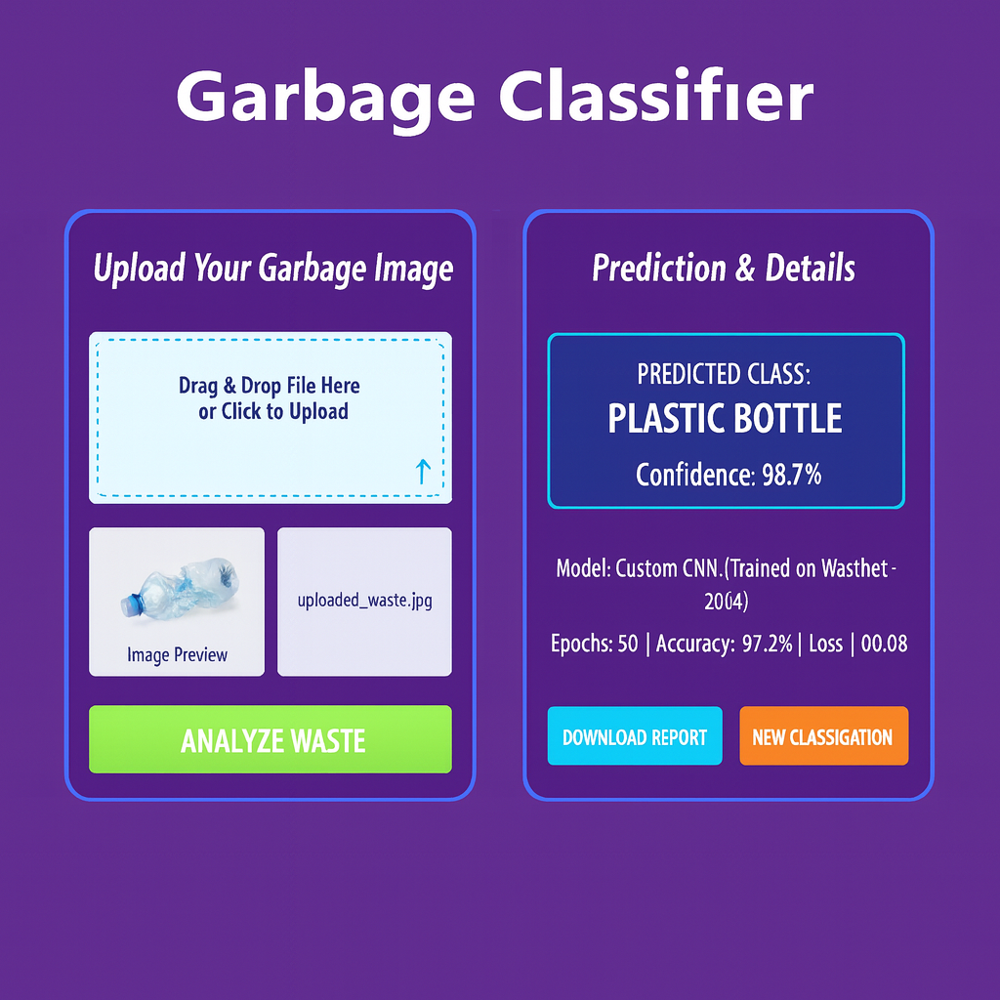 Garbage Classifier
Upload Your Garbage Image
Drag & Drop File Here
or Click to Upload
Image Preview
uploaded_waste.jpg
ANALYZE WASTE
Prediction & Details
PREDICTED CLASS:
PLASTIC BOTTLE
Confidence: 98.7%
Model: Custom CNN.(Trained on Wasthet -
Epochs: 50 | Accuracy: 97.2% | Loss | 00.08
DOWNLOAD REPORT
NEW CLASSIGATION